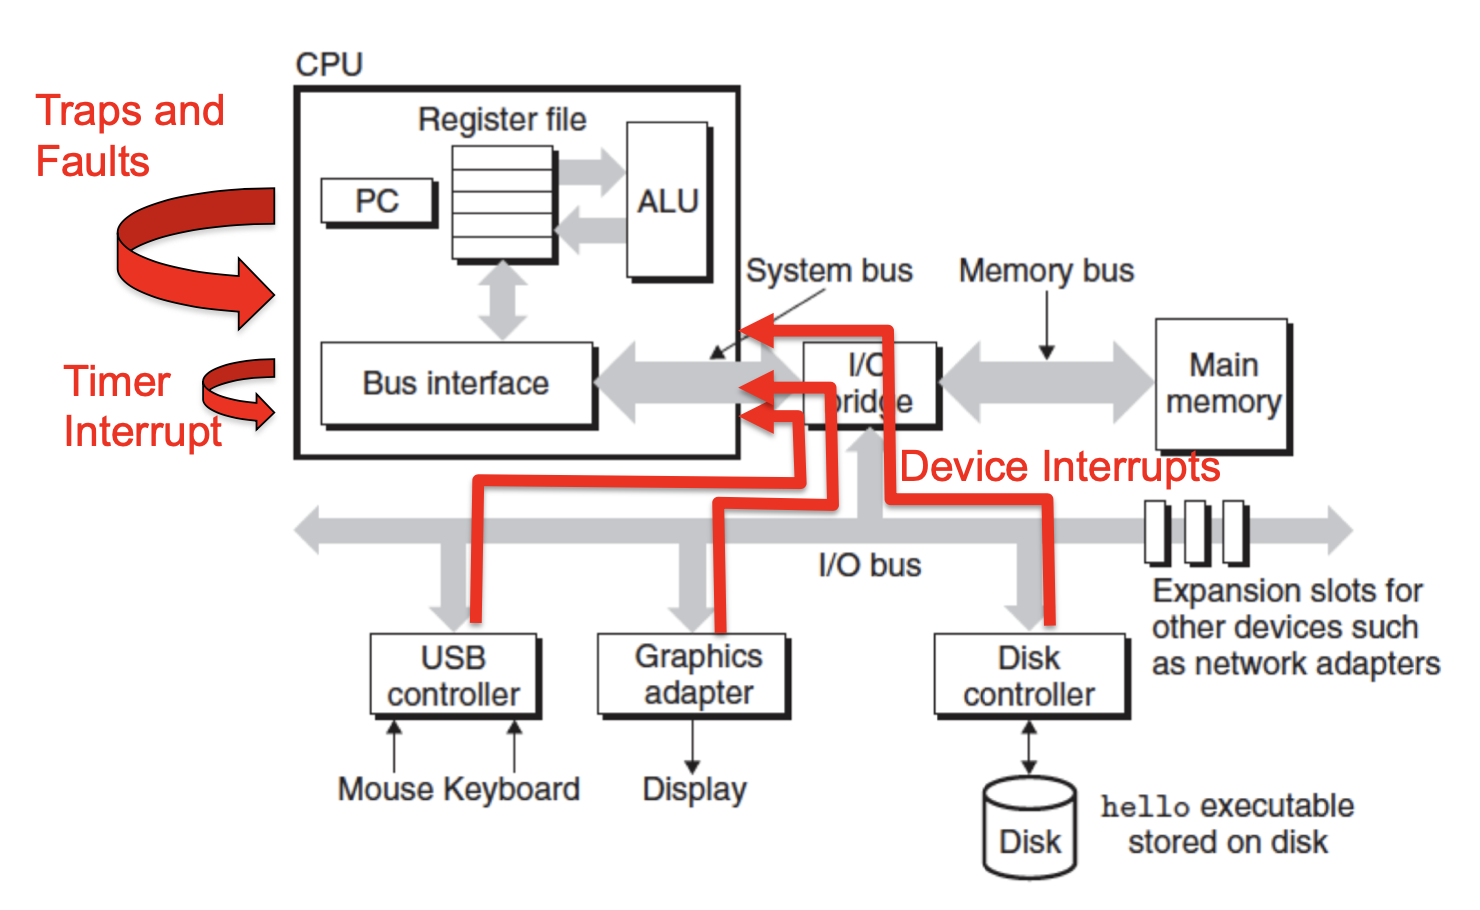 CPU
Traps and
Faults
Register file
PC
ALU
System bus
Memory bus
Timer
Interrupt
Bus interface
I/O
bridge
Main
memory
Device Interrupts
I/O bus
Expansion slots for
other devices such
as network adapters
USB
controller
Graphics
adapter
Disk
controller
Mouse Keyboard
Display
Disk
hello executable
stored on disk